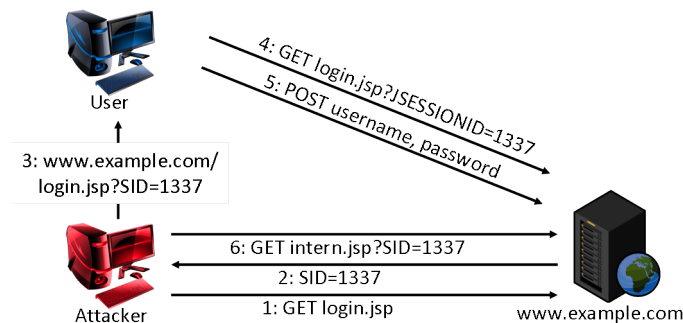 4: GET login.jsp?JSESSIONID=1337
5: POST username, password
User
3: www.example.com/
login.jsp?SID=1337
6: GET intern.jsp?SID=1337
2: SID=1337
1: GET login.jsp
Attacker
www.example.com